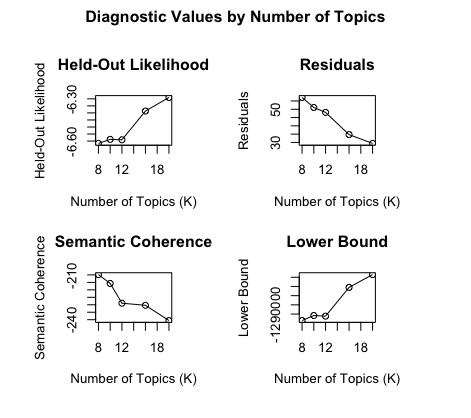 Diagnostic Values by Number of Topics
Held-Out Likelihood
Held-Out Likelihood
-6.30
-6.60
8 12 18
Number of Topics (K)
Residuals
Residuals
50
30
8 12 18
Number of Topics (K)
Semantic Coherence
Semantic Coherence
-210
-240
8 12 18
Number of Topics (K)
Lower Bound
Lower Bound
-1290000
8 12 18
Number of Topics (K)